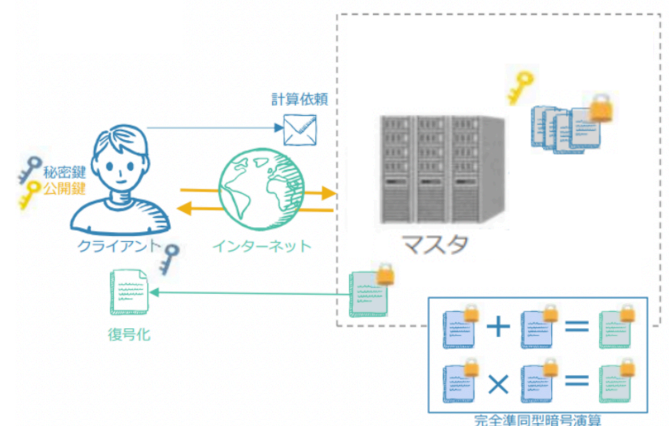 計算依頼
秘密鍵
公開鍵
クライアント
インターネット
マスタ
復号化
+
=
×
=
完全準同型暗号演算